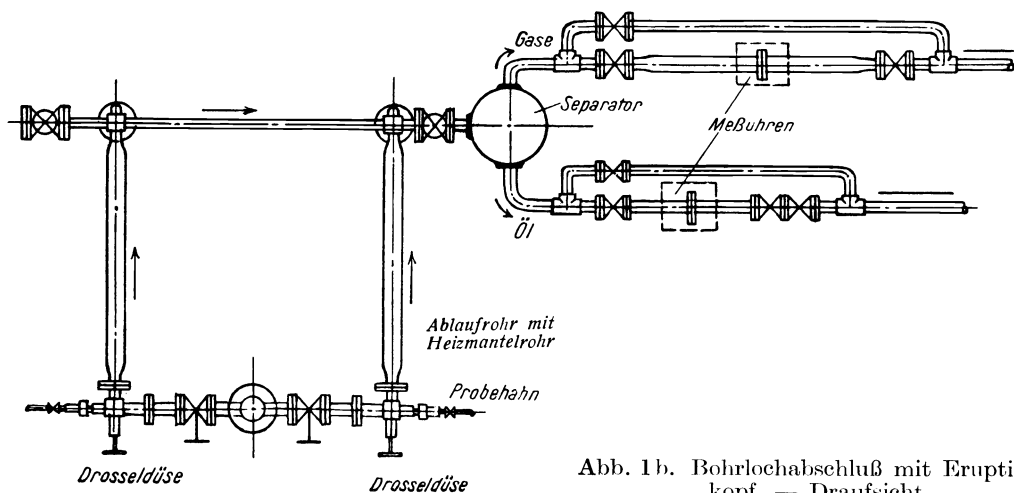 Gase
Separator
Meßuhren
Öl
Ablaufrohr mit
Heizmantelrohr
Probehahn
Drosseldüse
Drosseldüse
Abb. 1b. Bohrlochabschluß mit Erupti
kopf. — Draufsicht